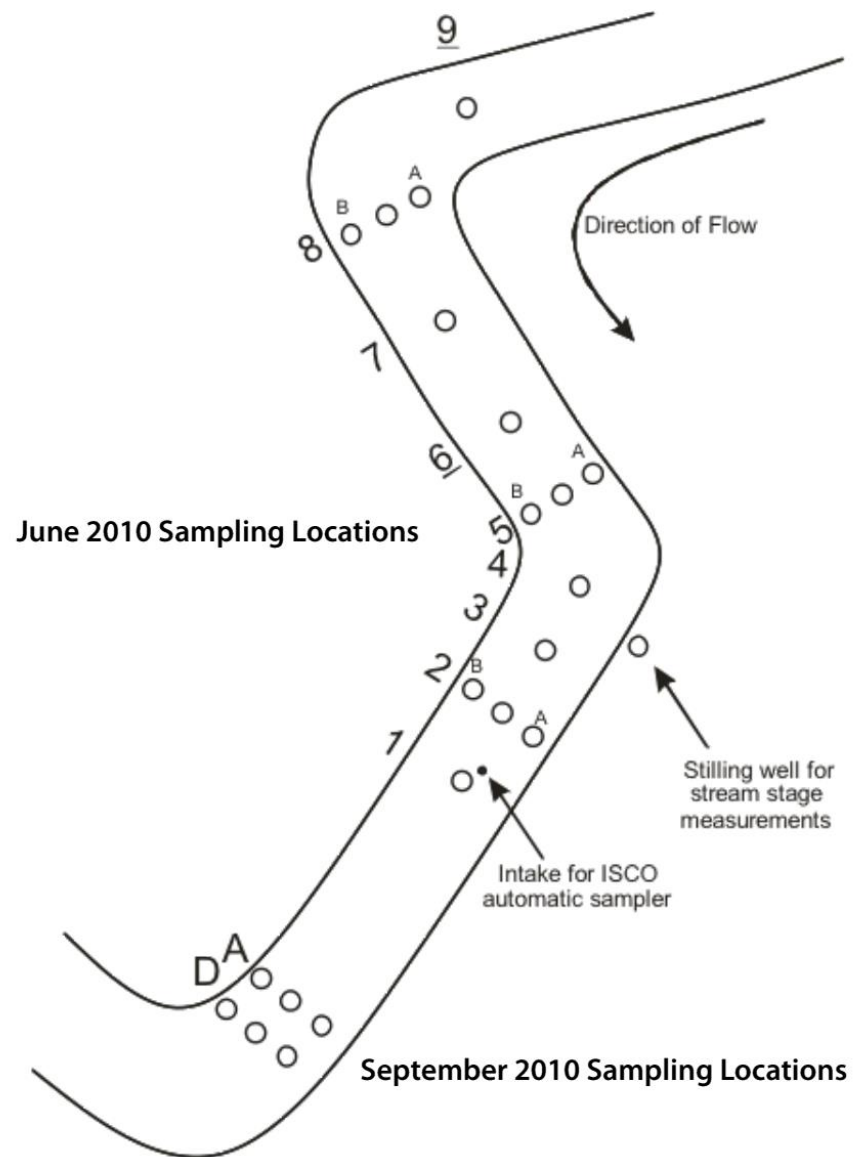 9
A
B
8
Direction of Flow
7
6
A
B
5
June 2010 Sampling Locations
4
3
2
B
A
1
Stilling well for
stream stage
measurements
Intake for ISCO
automatic sampler
D A
September 2010 Sampling Locations